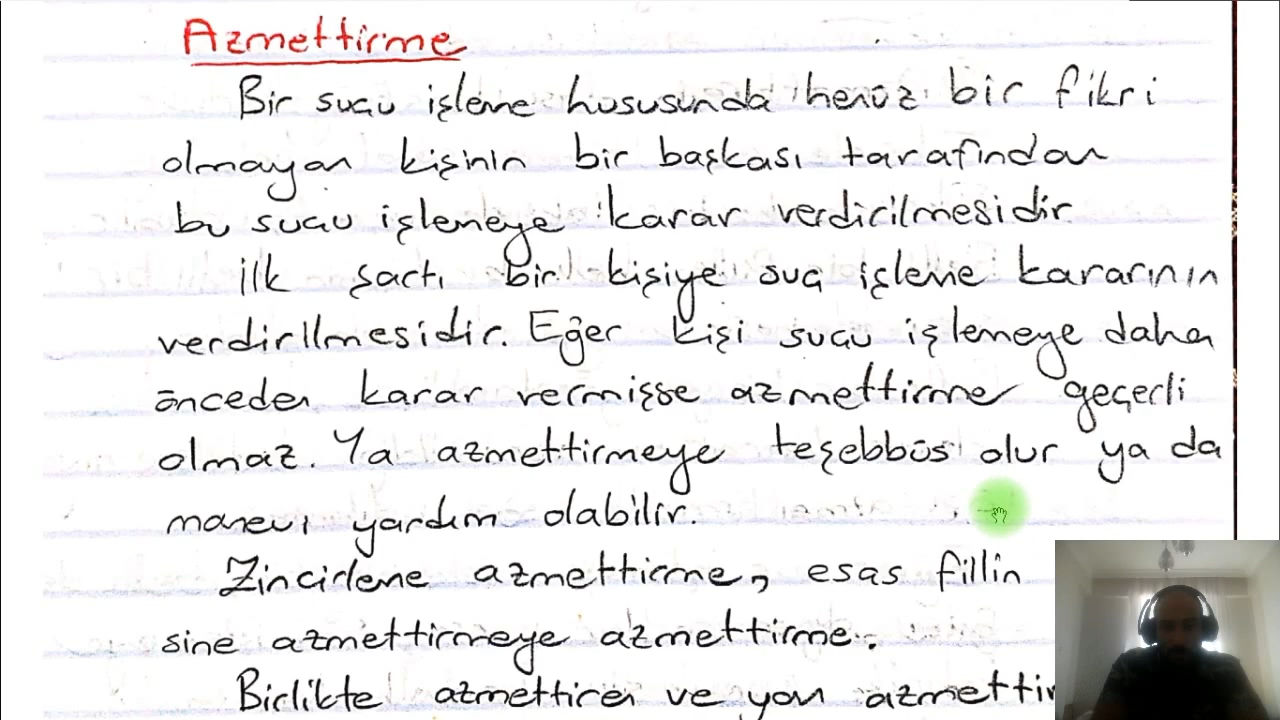 Azmettirme
Bir suçu işleme hususunda henüz bir fikri
olmayan kişinin bir başkası tarafından
bu suçu işlemeye karar verdirilmesidir.
İlk şartı bir kişiye suç işleme kararının
verdirilmesidir. Eğer kişi suçu işlemeye daha
önceden karar vermişse azmettirme geçerli
olmaz. Ya azmettirmeye teşebbüs olur ya da
manevi yardım olabilir.
Zincirleme azmettirme, esas fiilin
sine azmettirmeye azmettirme.
Birlikte azmettiren ve yan azmettir